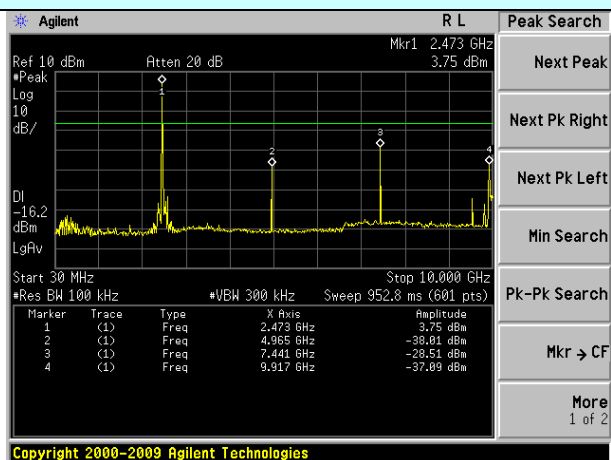 Agilent R L Peak Search
Mkr1 2.473 GHz
Ref 10 dBm Atten 20 dB 3.75 dBm
#Peak
Log
10
dB/
1
2
3
4
DI
-16.2
dBm
LgAv
Start 30 MHz Stop 10.000 GHz
#Res BW 100 kHz #VBW 300 kHz Sweep 952.8 ms (601 pts)
Marker Trace Type X Axis Amplitude
1 (1) Freq 2.473 GHz 3.75 dBm
2 (1) Freq 4.965 GHz -38.01 dBm
3 (1) Freq 7.441 GHz -28.51 dBm
4 (1) Freq 9.917 GHz -37.09 dBm
Next Peak
Next Pk Right
Next Pk Left
Min Search
Pk-Pk Search
Mkr → CF
More
1 of 2
Copyright 2000-2009 Agilent Technologies